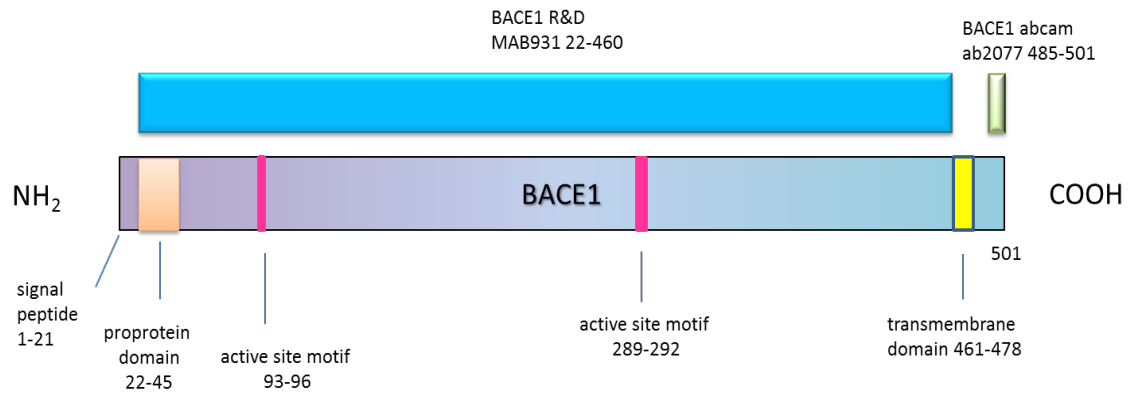 BACE1 R&D
MAB931 22-460
BACE1 abcam
ab2077 485-501
NH2
BACE1
COOH
501
signal
peptide
1-21
proprotein
domain
22-45
active site motif
93-96
active site motif
289-292
transmembrane
domain 461-478